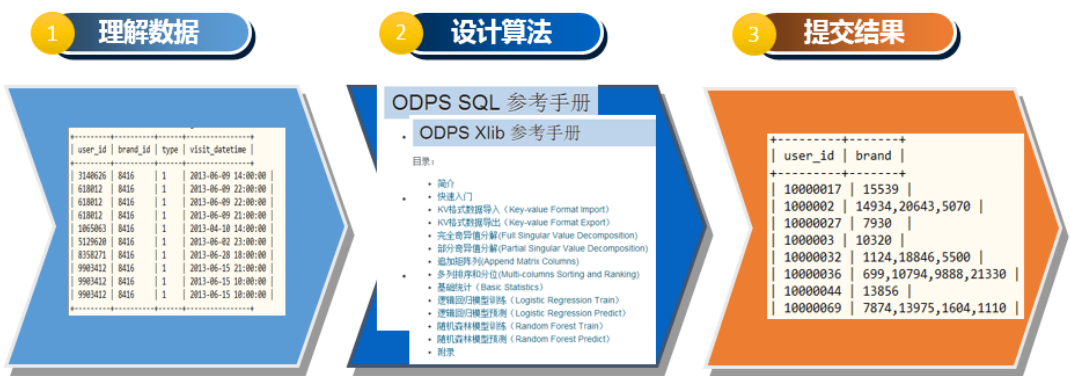 1 理解数据
2 设计算法
3 提交结果
+---------+----------+------+----------------+
| user_id | brand_id | type | visit_datetime |
+---------+----------+------+----------------+
| 3140626 | 8416 | 1 | 2013-06-09 14:00:00 |
| 618012 | 8416 | 1 | 2013-06-09 22:00:00 |
| 618012 | 8416 | 1 | 2013-06-09 22:00:00 |
| 618012 | 8416 | 1 | 2013-06-09 21:00:00 |
| 1065063 | 8416 | 1 | 2013-04-10 14:00:00 |
| 5129620 | 8416 | 1 | 2013-06-02 23:00:00 |
| 8358271 | 8416 | 1 | 2013-06-28 18:00:00 |
| 9903412 | 8416 | 1 | 2013-06-15 21:00:00 |
| 9903412 | 8416 | 1 | 2013-06-15 10:00:00 |
| 9903412 | 8416 | 1 | 2013-06-15 10:00:00 |
+---------+----------+------+----------------+
ODPS SQL 参考手册
ODPS Xlib 参考手册
目录：
• 简介
• 快速入门
• KV格式数据导入（Key-value Format Import）
• KV格式数据导出（Key-value Format Export）
• 完全奇异值分解(Full Singular Value Decomposition)
• 部分奇异值分解(Partial Singular Value Decomposition)
• 追加矩阵列(Append Matrix Columns)
• 多列排序和分位(Multi-columns Sorting and Ranking)
• 基础统计（Basic Statistics）
• 逻辑回归模型训练（Logistic Regression Train）
• 逻辑回归模型预测（Logistic Regression Predict）
• 随机森林模型训练（Random Forest Train）
• 随机森林模型预测（Random Forest Predict）
• 附录
+---------+-------+
| user_id | brand |
+---------+-------+
| 10000017 | 15539 |
| 1000002 | 14934,20643,5070 |
| 10000027 | 7930 |
| 1000003 | 10320 |
| 10000032 | 1124,18846,5500 |
| 10000036 | 699,10794,9888,21330 |
| 10000044 | 13856 |
| 10000069 | 7874,13975,1604,1110 |